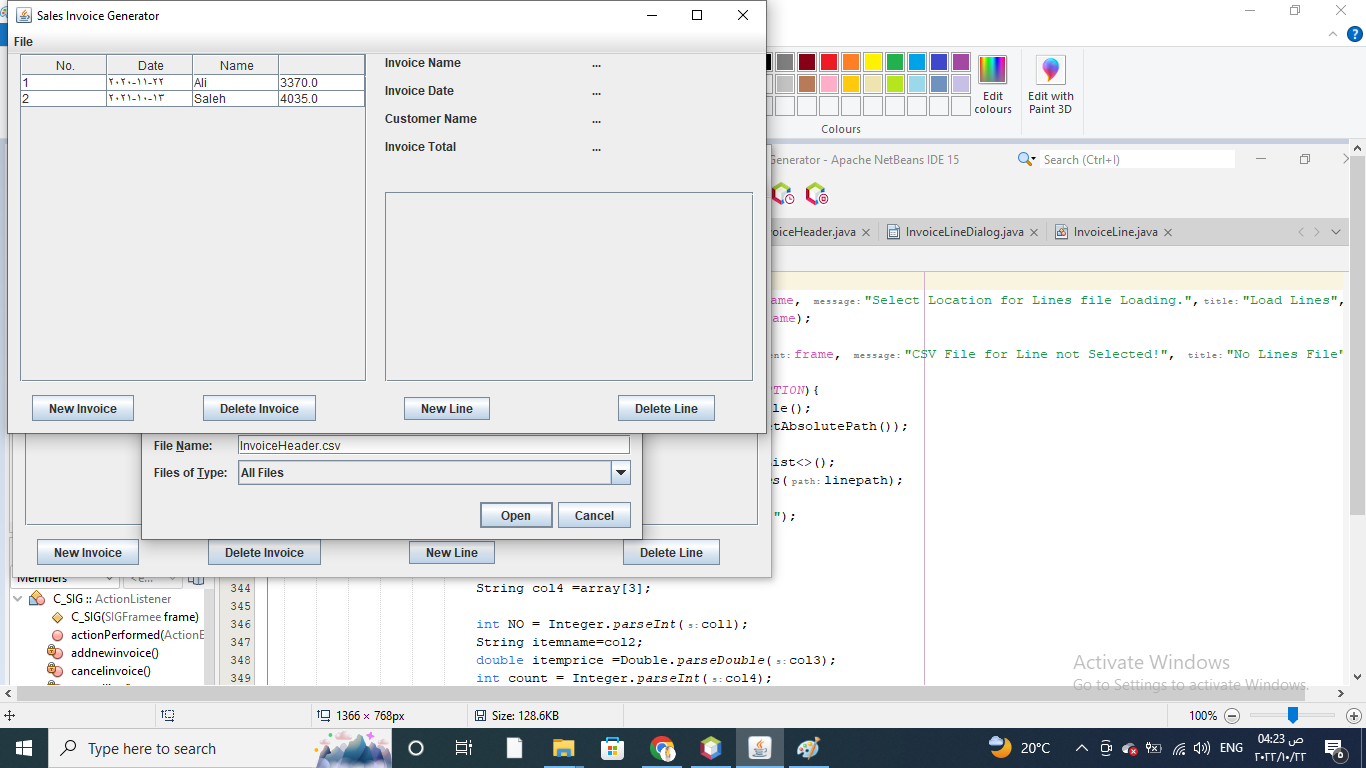 Sales Invoice Generator
File
No. Date Name
1 ٢٠٢٠-١١-٢٢ Ali 3370.0
2 ٢٠٢١-١٠-١٣ Saleh 4035.0
Invoice Name ...
Invoice Date ...
Customer Name ...
Invoice Total ...
New Invoice Delete Invoice New Line Delete Line
File Name: InvoiceHeader.csv
Files of Type: All Files
Open Cancel
New Invoice Delete Invoice New Line Delete Line
Edit colours
Edit with Paint 3D
Colours
Generator - Apache NetBeans IDE 15
Search (Ctrl+I)
oiceHeader.java InvoiceLineDialog.java InvoiceLine.java
ame, message: "Select Location for Lines file Loading.", title: "Load Lines",
ame);
nt: frame, message: "CSV File for Line not Selected!", title: "No Lines File"
TION){
le();
tAbsolutePath());
ist<>();
s( path: linepath);
");
Members <e...
C_SIG :: ActionListener
C_SIG(SIGFramee frame)
actionPerformed(ActionE
addnewinvoice()
cancelinvoice()
344 String col4 =array[3];
345
346 int NO = Integer.parseInt( s: col1);
347 String itemname=col2;
348 double itemprice =Double.parseDouble( s: col3);
349 int count = Integer.parseInt( s: col4);
Activate Windows
Go to Settings to activate Windows.
1366 × 768px Size: 128.6KB 100%
Type here to search
20°C ENG
04:23 ص
٢٠٢٢/١٠/٢٢